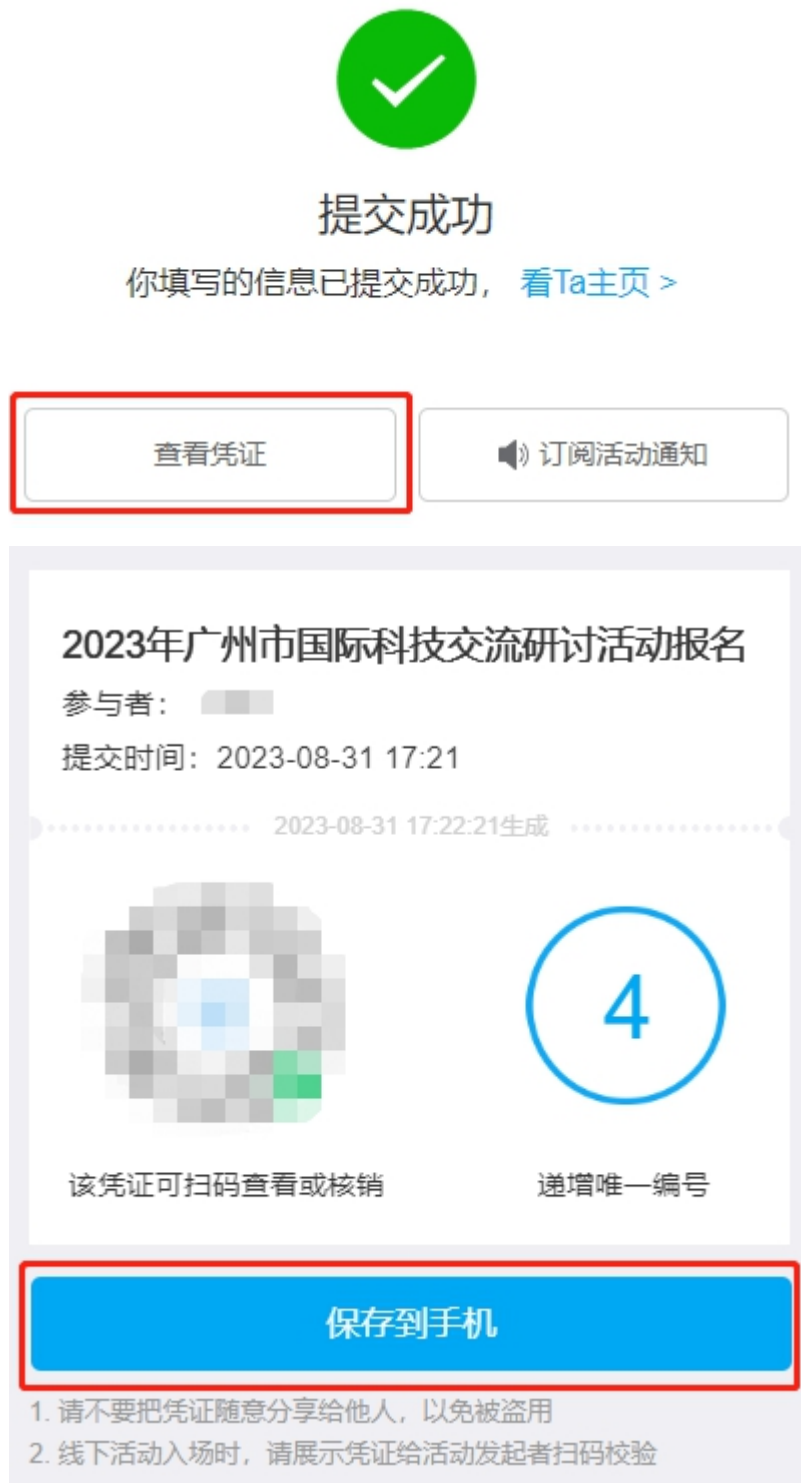 提交成功
你填写的信息已提交成功， 看Ta主页 >
查看凭证
订阅活动通知
2023年广州市国际科技交流研讨活动报名
参与者：
提交时间：2023-08-31 17:21
2023-08-31 17:22:21生成
4
该凭证可扫码查看或核销
递增唯一编号
保存到手机
1. 请不要把凭证随意分享给他人，以免被盗用
2. 线下活动入场时，请展示凭证给活动发起者扫码校验